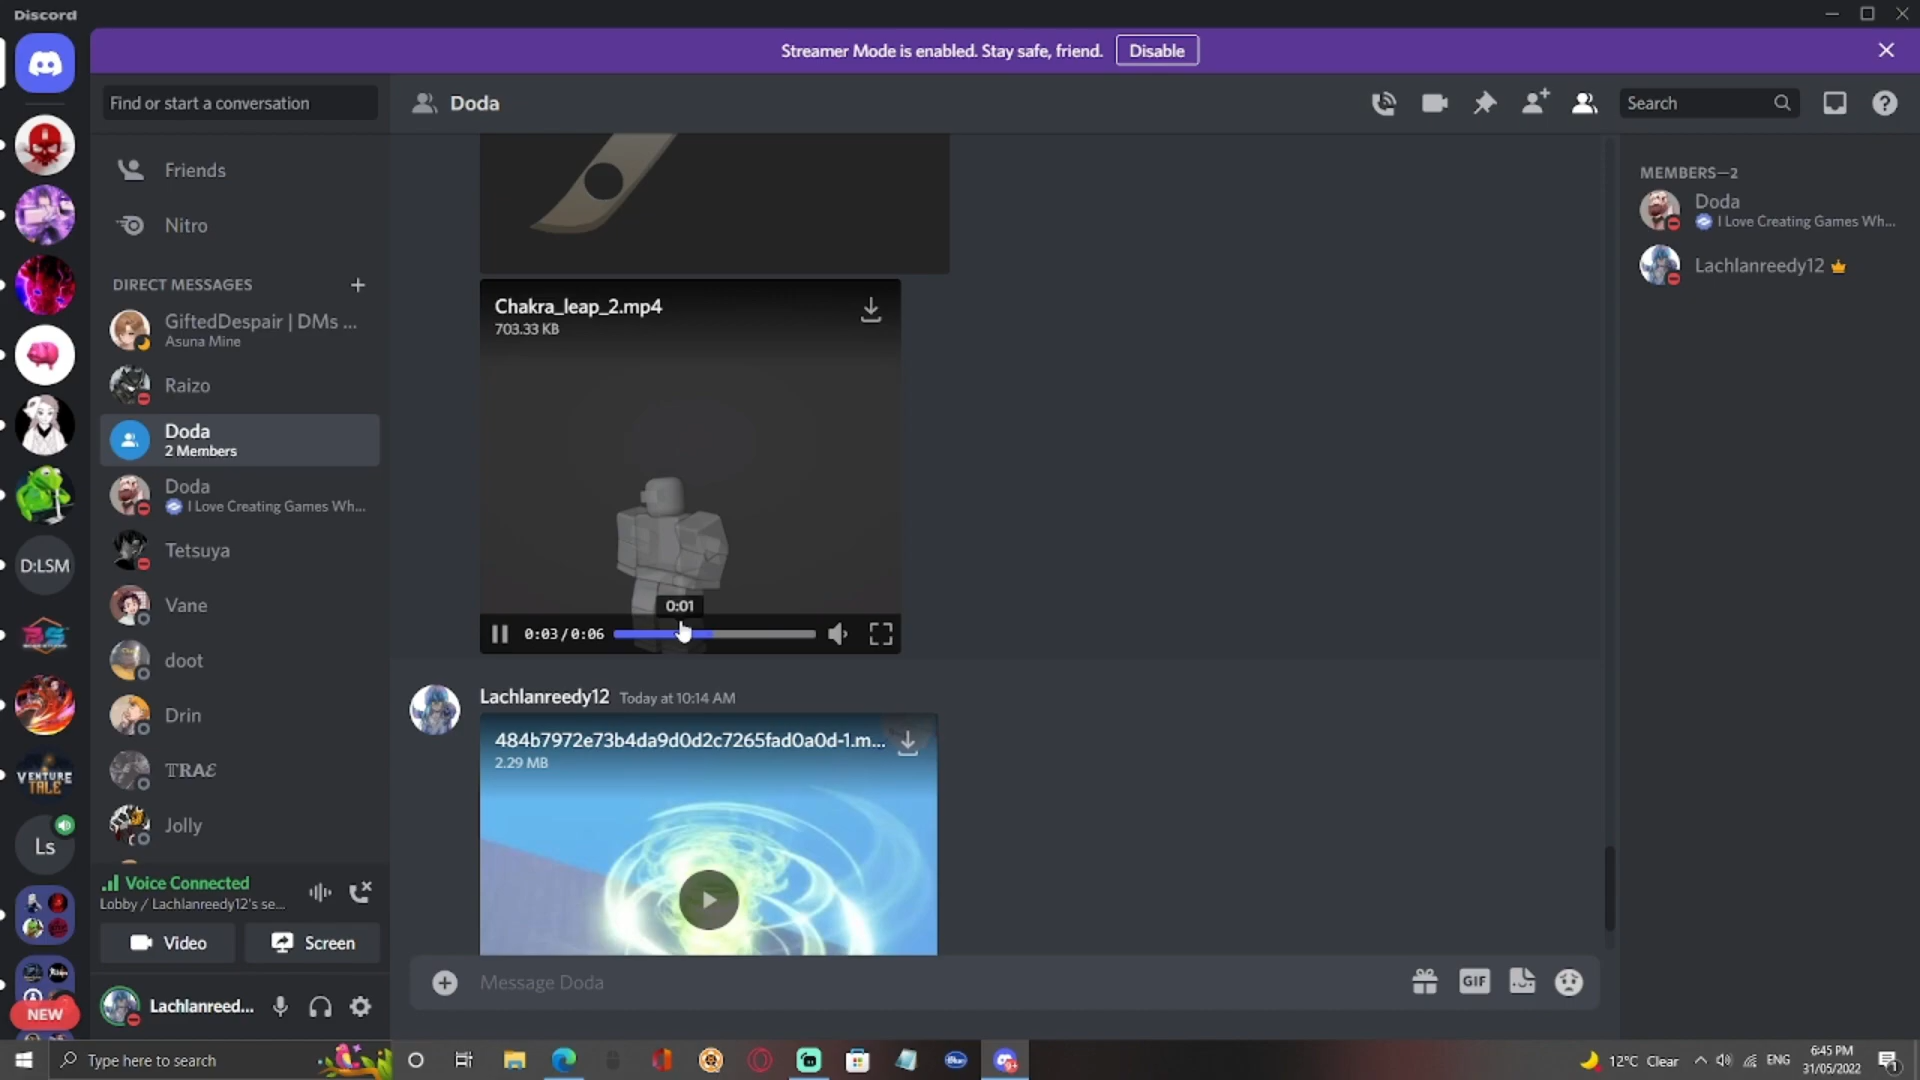 Discord
Streamer Mode is enabled. Stay safe, friend.
Disable
Find or start a conversation
Doda
Search
Friends
Nitro
DIRECT MESSAGES
GiftedDespair | DMs ...
Asuna Mine
Raizo
Doda
2 Members
Doda
I Love Creating Games Wh...
Tetsuya
Vane
doot
Drin
𝕋ℝ𝔸ℰ
Jolly
D:LSM
VENTURE
TALE
Ls
NEW
Voice Connected
Lobby / Lachlanreedy12's se...
Video
Screen
Lachlanreed...
Chakra_leap_2.mp4
703.33 KB
0:01
0:03/0:06
Lachlanreedy12 Today at 10:14 AM
484b7972e73b4da9d0d2c7265fad0a0d-1.m...
2.29 MB
Message Doda
GIF
MEMBERS—2
Doda
I Love Creating Games Wh...
Lachlanreedy12
Type here to search
12°C Clear
ENG
6:45 PM
31/05/2022
1